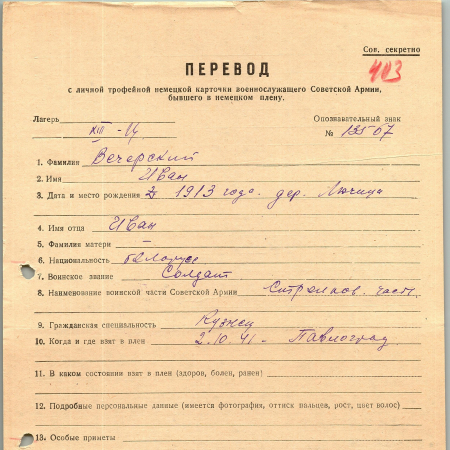 Сов. секретно
403
ПЕРЕВОД
с личной трофейной немецкой карточки военнослужащего Советской Армии,
бывшего в немецком плену.
Лагерь Опознавательный знак
XIII- № 13507
1. Фамилия Вечерский
2. Имя Иван
3. Дата и место рождения 1913 года. дер.
4. Имя отца Иван
5. Фамилия матери -
6. Национальность белорус
7. Воинское звание Солдат
8. Наименование воинской части Советской Армии Стрелков. часть
9. Гражданская специальность Кузнец
10. Когда и где взят в плен 2.10.41. Павлоград.
11. В каком состоянии взят в плен (здоров, болен, ранен)
12. Подробные персональные данные (имеется фотография, оттиск пальцев, рост, цвет волос)
13. Особые приметы